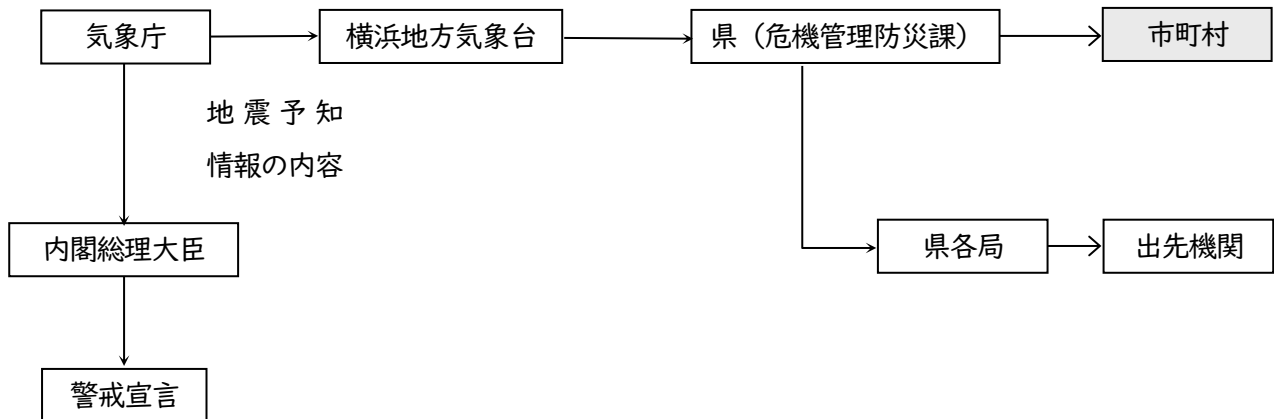 気象庁
横浜地方気象台
県（危機管理防災課）
市町村
地 震 予 知
情報の内容
内閣総理大臣
県各局
出先機関
警戒宣言